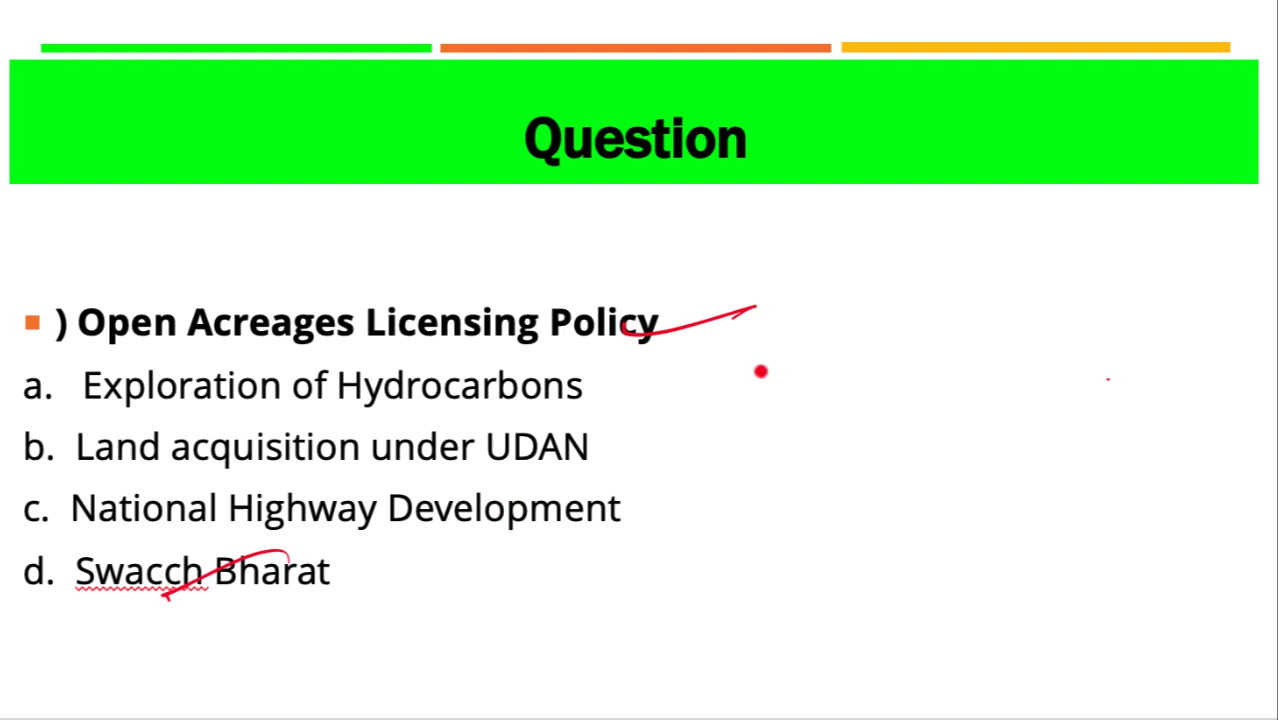 Question
) Open Acreages Licensing Policy
a. Exploration of Hydrocarbons
b. Land acquisition under UDAN
c. National Highway Development
d. Swacch Bharat